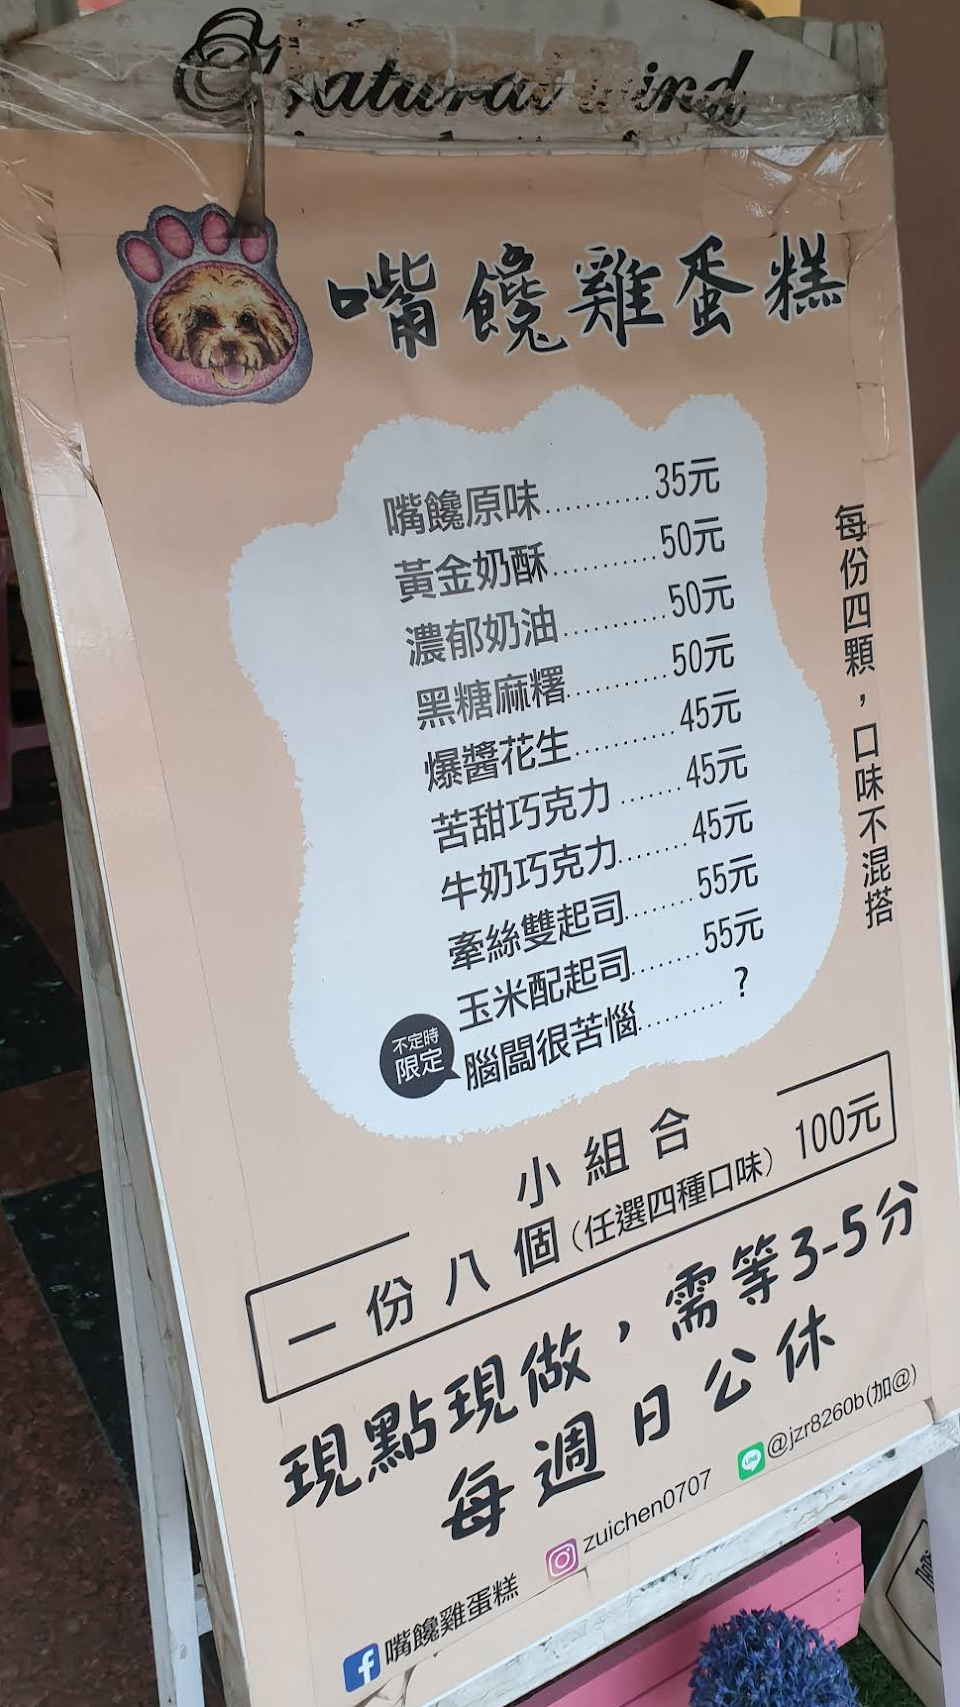 嘴饞雞蛋糕
嘴饞原味..........35元
黃金奶酥..........50元
濃郁奶油..........50元
黑糖麻糬..........50元
爆醬花生..........45元
苦甜巧克力.......45元
牛奶巧克力.......45元
牽絲雙起司.......55元
玉米配起司.......55元
不定時
限定
腦闆很苦惱.........?
每份四顆，口味不混搭
小組合
一份八個(任選四種口味) 100元
現點現做，需等3-5分
每週日公休
嘴饞雞蛋糕
zuichen0707
LINE
@jzr8260b(加@)